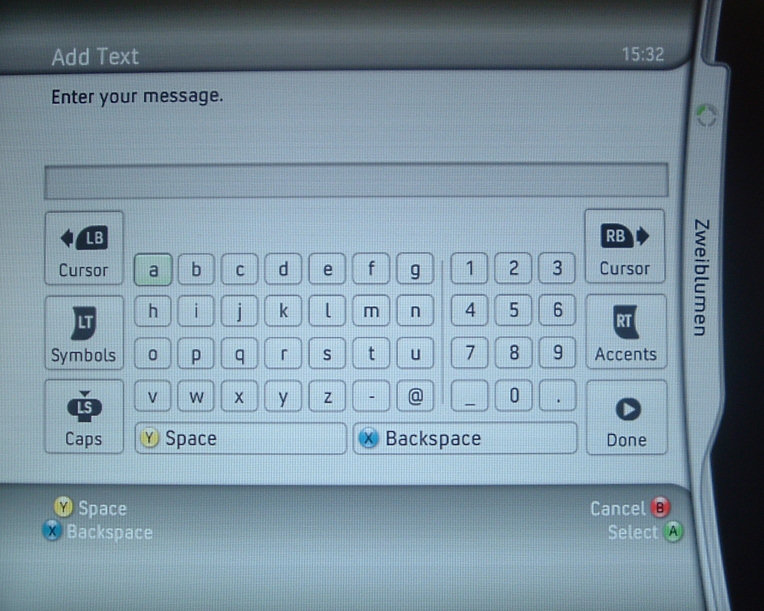 Add Text
15:32
Enter your message.
LB
Cursor
a b c d e f g 1 2 3
RB
Cursor
LT
Symbols
h i j k l m n 4 5 6
o p q r s t u 7 8 9
RT
Accents
LS
Caps
v w x y z - @ _ 0 .
Y Space
X Backspace
Done
Y Space
X Backspace
Cancel B
Select A
Zweiblumen